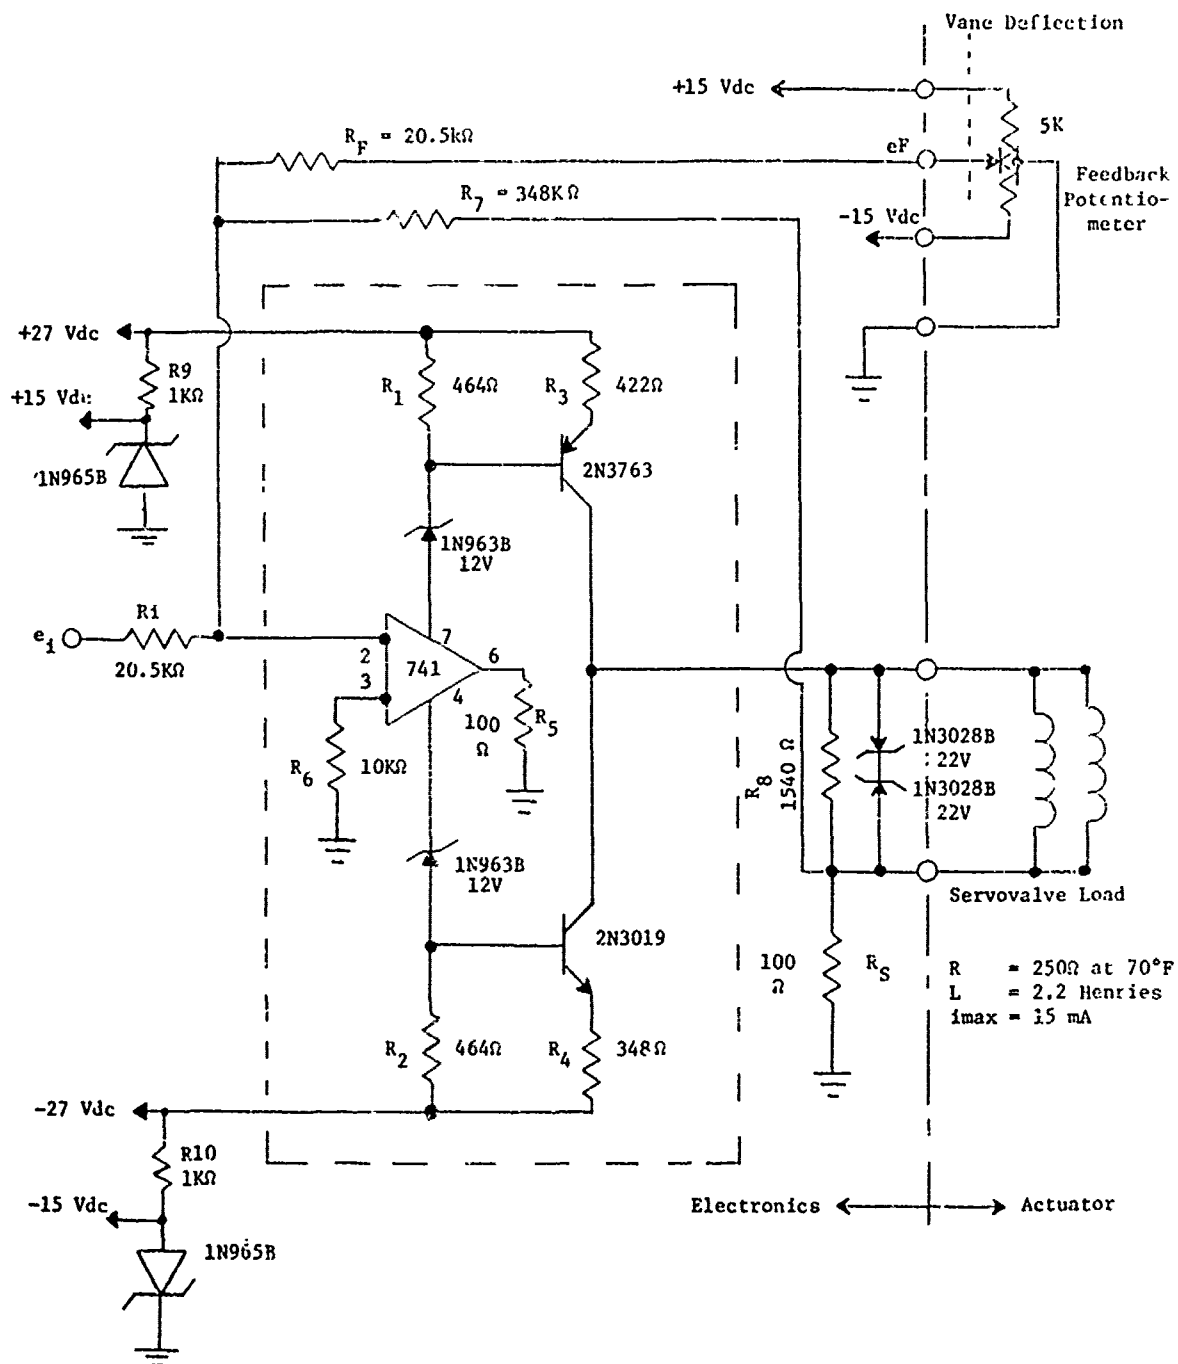 Vane Deflection
+15 Vdc
5K
R_F = 20.5kΩ
eF
Feedback
Potentio-
meter
R_7 = 348KΩ
-15 Vdc
+27 Vdc
R9
1KΩ
R_1
464Ω
R_3
422Ω
+15 Vdc
1N965B
2N3763
1N963B
12V
Ri
e_i
20.5KΩ
7
2
741
6
3
4
100
Ω
R_5
R_6
10KΩ
R_8
1540 Ω
1N3028B
22V
1N3028B
22V
1N963B
12V
Servovalve Load
2N3019
100
Ω
R_S
R = 250Ω at 70°F
L = 2.2 Henries
imax = 15 mA
R_2
464Ω
R_4
348Ω
-27 Vdc
R10
1KΩ
-15 Vdc
Electronics
Actuator
1N965B